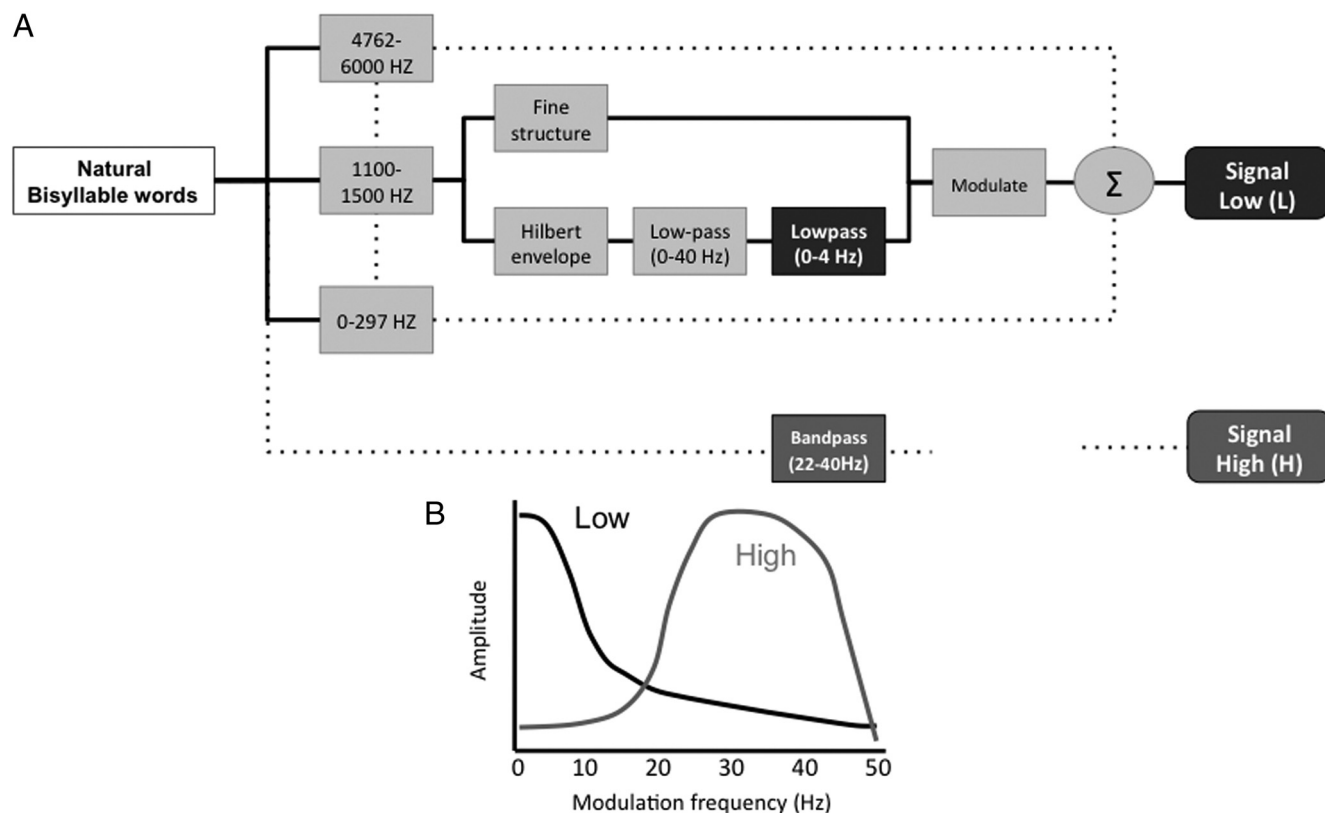 A
4762-
6000 HZ
Fine
structure
Natural
Bisyllable words
1100-
1500 HZ
Modulate
Σ
Signal
Low (L)
Hilbert
envelope
Low-pass
(0-40 Hz)
Lowpass
(0-4 Hz)
0-297 HZ
Bandpass
(22-40Hz)
Signal
High (H)
B
Low
High
Amplitude
0 10 20 30 40 50
Modulation frequency (Hz)